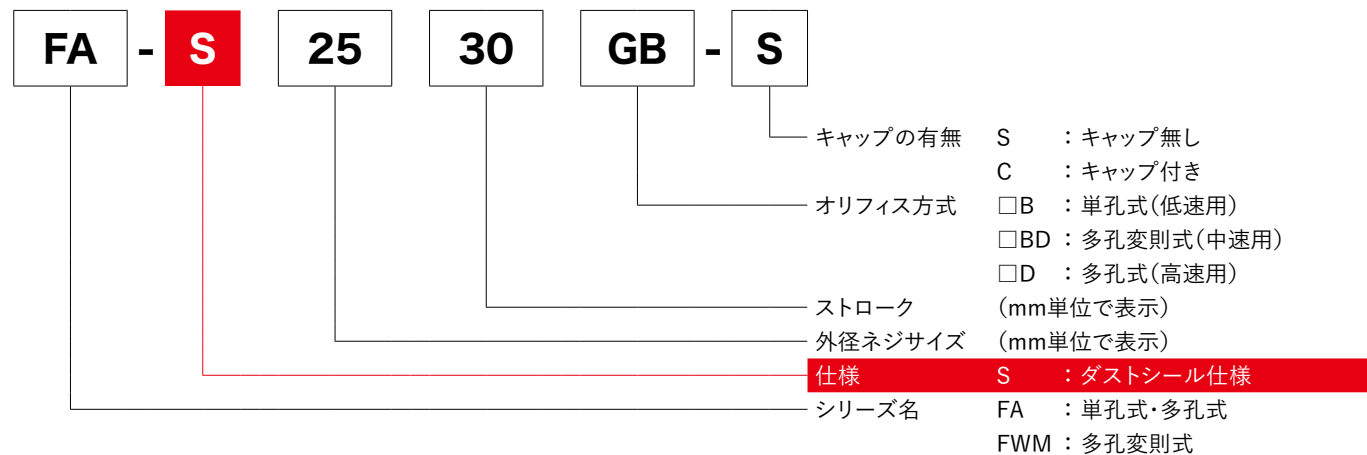 FA - S 25 30 GB - S
キャップの有無 S ：キャップ無し
C ：キャップ付き
オリフィス方式 □B ：単孔式(低速用)
□BD ：多孔変則式(中速用)
□D ：多孔式(高速用)
ストローク (mm単位で表示)
外径ネジサイズ (mm単位で表示)
仕様 S ：ダストシール仕様
シリーズ名 FA ：単孔式・多孔式
FWM ：多孔変則式